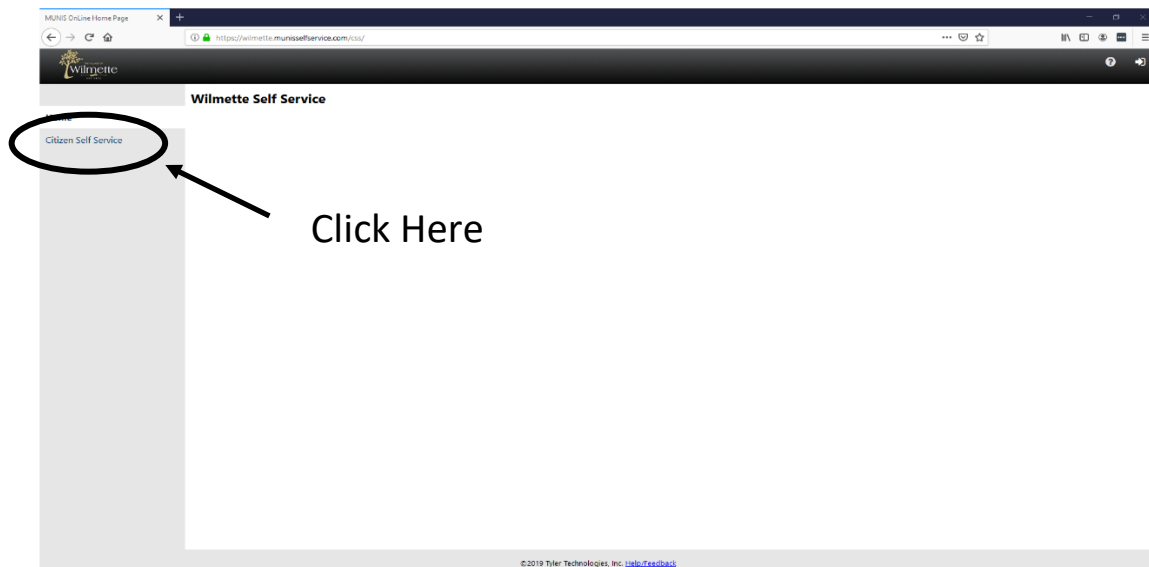 MUNIS OnLine Home Page
https://wilmette.munisselfservice.com/css/
Wilmette
Wilmette Self Service
Home
Citizen Self Service
Click Here
©2019 Tyler Technologies, Inc. Help/Feedback